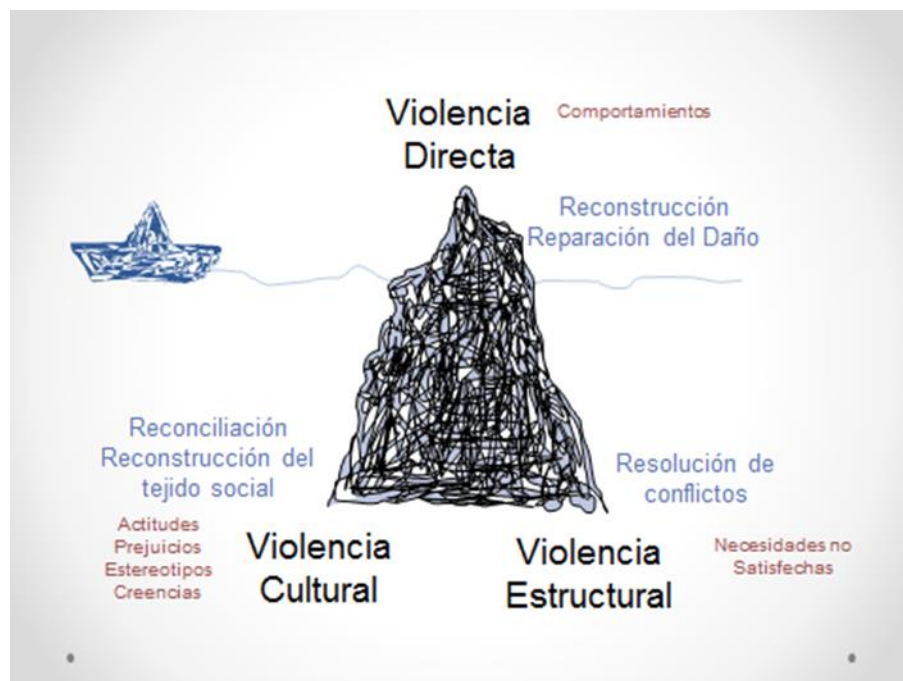 Violencia
Directa
Comportamientos
Reconstrucción
Reparación del Daño
Reconciliación
Reconstrucción del
tejido social
Resolución de
conflictos
Actitudes
Prejuicios
Estereotipos
Creencias
Violencia
Cultural
Violencia
Estructural
Necesidades no
Satisfechas